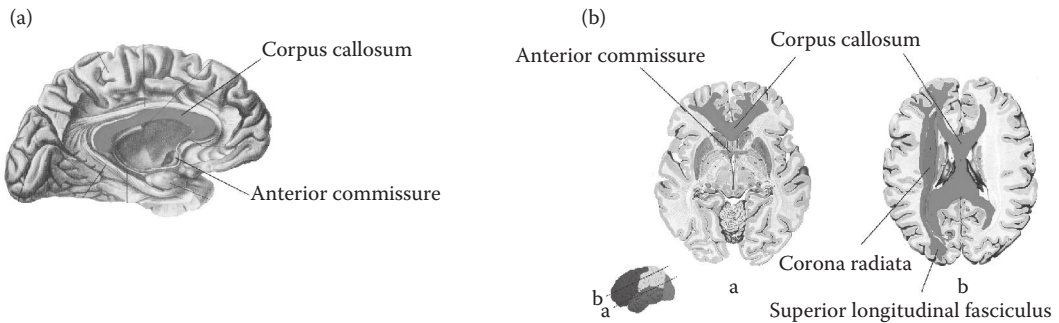 (a)
Corpus callosum
Anterior commissure
(b)
Anterior commissure
Corpus callosum
Corona radiata
Superior longitudinal fasciculus
a
b
b
a